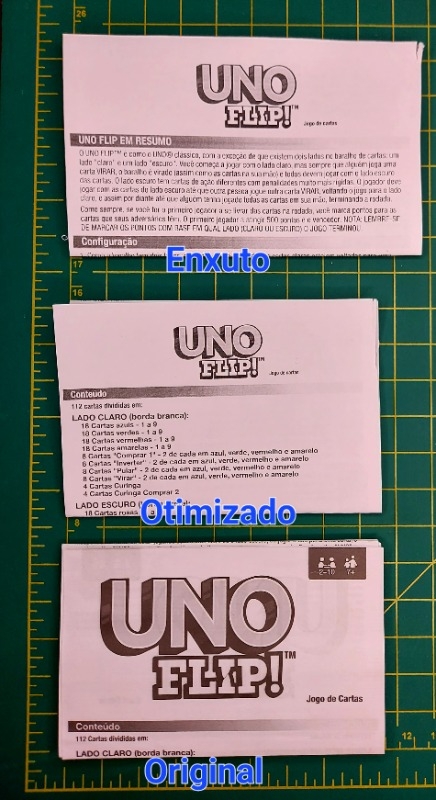 26
UNO
FLIP!™
Jogo de cartas
UNO FLIP EM RESUMO
O UNO FLIP™ é como o UNO® clássico, com a exceção de que existem dois lados no baralho de cartas, um
lado "claro" e um lado "escuro". Você começa a jogar com o lado claro, mas sempre que alguém joga uma
carta VIRAR, o baralho é virado (assim como as cartas na sua mão) e todos devem jogar com o lado escuro
das cartas. O lado escuro tem cartas de ação diferentes com penalidades muito mais rígidas. O jogador deve
jogar com as cartas do lado escuro até que outra pessoa jogue outra carta VIRAR, voltando o jogo para o lado
claro, e assim por diante até que alguém tenha jogado todas as cartas em sua mão, terminando a rodada.
Como sempre, se você for o primeiro jogador a se livrar das cartas na rodada, você marca pontos para as
cartas que seus adversários têm. O primeiro jogador a atingir 500 pontos é o vencedor. NOTA: LEMBRE-SE
DE MARCAR OS PONTOS COM BASE EM QUAL LADO (CLARO OU ESCURO) O JOGO TERMINOU.
Configuração
Enxuto
17
16
UNO
FLIP!™
Jogo de cartas
Conteúdo
112 cartas divididas em:
LADO CLARO (borda branca):
18 Cartas azuis - 1 a 9
18 Cartas verdes - 1 a 9
18 Cartas vermelhas - 1 a 9
18 Cartas amarelas - 1 a 9
8 Cartas "Comprar 1" - 2 de cada em azul, verde, vermelho e amarelo
8 Cartas "Inverter" - 2 de cada em azul, verde, vermelho e amarelo
8 Cartas "Pular" - 2 de cada em azul, verde, vermelho e amarelo
8 Cartas "Virar" - 2 de cada em azul, verde, vermelho e amarelo
4 Cartas Curinga
4 Cartas Curinga Comprar 2
LADO ESCURO
18 Cartas rosas
Otimizado
8
2-10 7+
UNO
FLIP!™
Jogo de Cartas
Conteúdo
112 Cartas divididas em:
LADO CLARO (borda branca):
12
Original